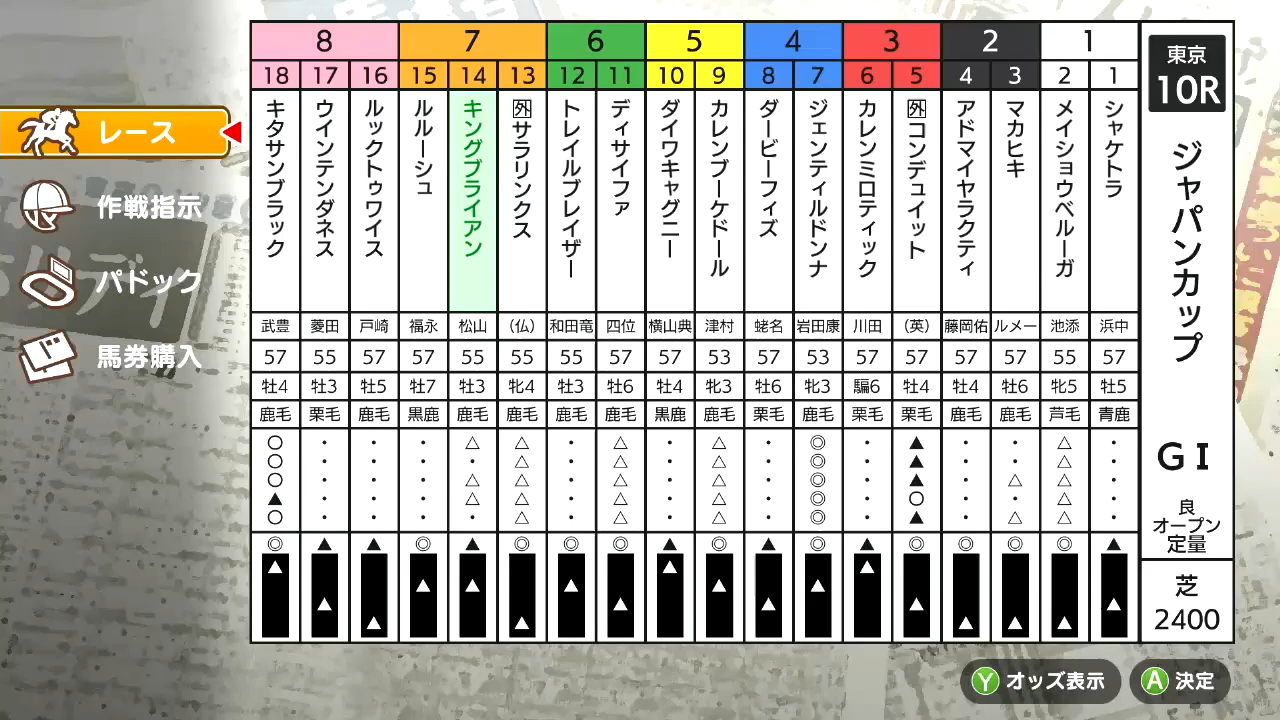 レース
作戦指示
パドック
馬券購入
東京
10R
ジャパンカップ
GI
良
オープン
定量
芝
2400
8 7 6 5 4 3 2 1
18 17 16 15 14 13 12 11 10 9 8 7 6 5 4 3 2 1
キタサンブラック
ウインテンダネス
ルックトゥワイス
ルルーシュ
キングブライアン
外サラリンクス
トレイルブレイザー
ディサイファ
ダイワキャグニー
カレンブーケドール
ダービーフィズ
ジェンティルドンナ
カレンミロティック
外コンデュイット
アドマイヤラクティ
マカヒキ
メイショウベルーガ
シャケトラ
武豊 菱田 戸崎 福永 松山 (仏) 和田竜 四位 横山典 津村 蛯名 岩田康 川田 (英) 藤岡佑 ルメー 池添 浜中
57 55 57 57 55 55 55 57 57 53 57 53 57 57 57 57 55 57
牡4 牡3 牡5 牡7 牡3 牝4 牡3 牡6 牡4 牝3 牡6 牝3 騸6 牡4 牡4 牡6 牝5 牡5
鹿毛 栗毛 鹿毛 黒鹿 鹿毛 鹿毛 鹿毛 鹿毛 黒鹿 鹿毛 栗毛 鹿毛 栗毛 栗毛 鹿毛 鹿毛 芦毛 青鹿
○ ・ ・ ・ △ △ ・ △ ・ △ ・ ◎ ・ ▲ ・ ・ △ ・
○ ・ ・ ・ ・ △ ・ △ ・ △ ・ ◎ ・ ▲ ・ ・ △ ・
○ ・ ・ ・ △ △ ・ △ ・ △ ・ ◎ ・ ▲ ・ △ △ ・
▲ ・ ・ ・ △ △ ・ △ ・ △ ・ ◎ ・ ○ ・ ・ △ ・
○ ・ ・ ・ ・ △ ・ △ ・ △ ・ ◎ ・ ▲ ・ △ △ ・
◎ ▲ ▲ ◎ ▲ ◎ ◎ ◎ ▲ ◎ ▲ ◎ ▲ ◎ ◎ ◎ ◎ ▲
Y オッズ表示
A 決定